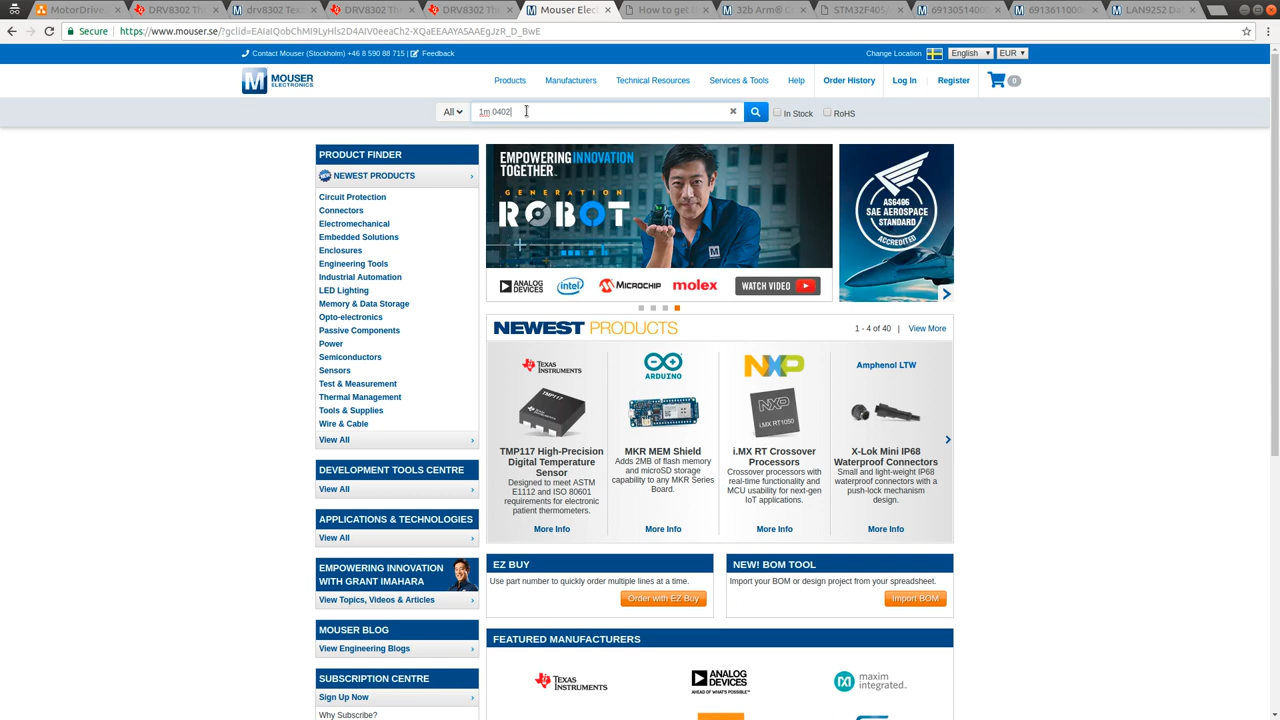 MotorDrive
DRV8302 Th
drv8302 Tex
DRV8302 Th
DRV8302 Th
Mouser Elec
How to get
32b Arm® C
STM32F405
6913051400
6913611000
LAN9252 Da
Secure https://www.mouser.se/?gclid=EAIaIQobChMI9LyHls2D4AIV0eeaCh2-XQaEEAAYASAAEgJzR_D_BwE
Contact Mouser (Stockholm) +46 8 590 88 715 | Feedback
Change Location English EUR
MOUSER
ELECTRONICS
Products Manufacturers Technical Resources Services & Tools Help Order History Log In Register 0
All 1m 0402 In Stock RoHS
PRODUCT FINDER
NEWEST PRODUCTS
Circuit Protection
Connectors
Electromechanical
Embedded Solutions
Enclosures
Engineering Tools
Industrial Automation
LED Lighting
Memory & Data Storage
Opto-electronics
Passive Components
Power
Semiconductors
Sensors
Test & Measurement
Thermal Management
Tools & Supplies
Wire & Cable
View All
DEVELOPMENT TOOLS CENTRE
View All
APPLICATIONS & TECHNOLOGIES
View All
EMPOWERING INNOVATION
WITH GRANT IMAHARA
View Topics, Videos & Articles
MOUSER BLOG
View Engineering Blogs
SUBSCRIPTION CENTRE
Sign Up Now
Why Subscribe?
EMPOWERING INNOVATION
TOGETHER
GENERATION
ROBOT
ANALOG
DEVICES
intel
MICROCHIP
molex
WATCH VIDEO
AS6496
SAE AEROSPACE
STANDARD
ACCREDITED
NEWEST PRODUCTS
1 - 4 of 40 | View More
TEXAS
INSTRUMENTS
TMP117 High-Precision
Digital Temperature
Sensor
Designed to meet ASTM
E1112 and ISO 80601
requirements for electronic
patient thermometers.
More Info
ARDUINO
MKR MEM Shield
Adds 2MB of flash memory
and microSD storage
capability to any MKR Series
Board.
More Info
NXP
NXP
i.MX RT1050
i.MX RT Crossover
Processors
Crossover processors with
real-time functionality and
MCU usability for next-gen
IoT applications.
More Info
Amphenol LTW
X-Lok Mini IP68
Waterproof Connectors
Small and light-weight IP68
waterproof connectors with a
push-lock mechanism
design.
More Info
EZ BUY
Use part number to quickly order multiple lines at a time.
Order with EZ Buy
NEW! BOM TOOL
Import your BOM or design project from your spreadsheet.
Import BOM
FEATURED MANUFACTURERS
TEXAS INSTRUMENTS
ANALOG
DEVICES
AHEAD OF WHAT'S POSSIBLE™
maxim
integrated.